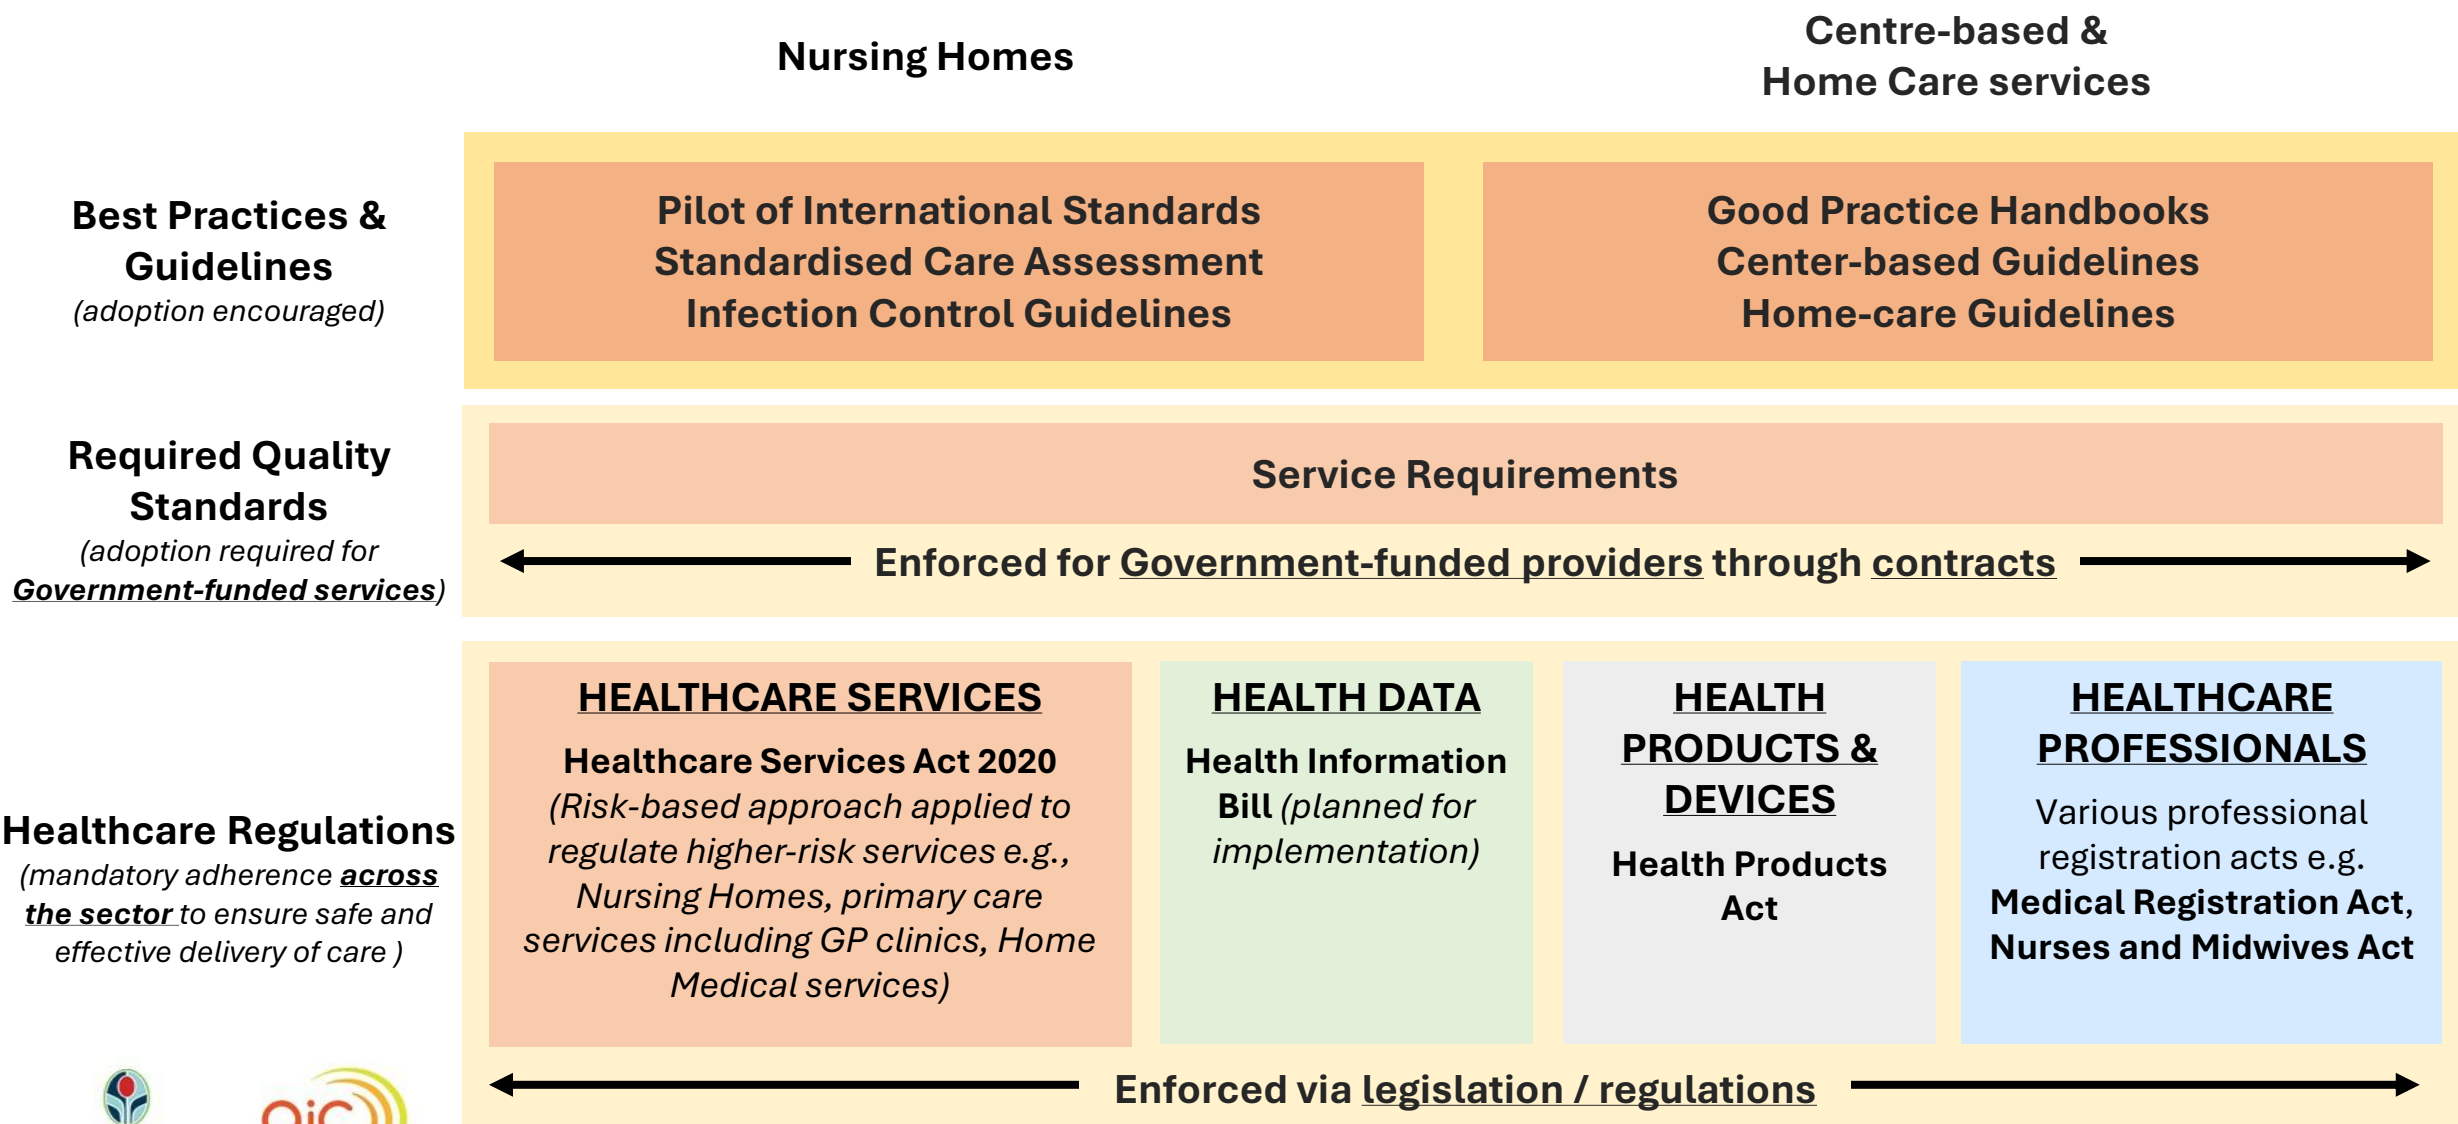 Nursing Homes
Centre-based &
Home Care services
Best Practices &
Guidelines
(adoption encouraged)
Pilot of International Standards
Standardised Care Assessment
Infection Control Guidelines
Good Practice Handbooks
Center-based Guidelines
Home-care Guidelines
Required Quality
Standards
(adoption required for
Government-funded services)
Service Requirements
Enforced for Government-funded providers through contracts
Healthcare Regulations
(mandatory adherence across
the sector to ensure safe and
effective delivery of care )
HEALTHCARE SERVICES
Healthcare Services Act 2020
(Risk-based approach applied to
regulate higher-risk services e.g.,
Nursing Homes, primary care
services including GP clinics, Home
Medical services)
HEALTH DATA
Health Information
Bill (planned for
implementation)
HEALTH
PRODUCTS &
DEVICES
Health Products
Act
HEALTHCARE
PROFESSIONALS
Various professional
registration acts e.g.
Medical Registration Act,
Nurses and Midwives Act
Enforced via legislation / regulations